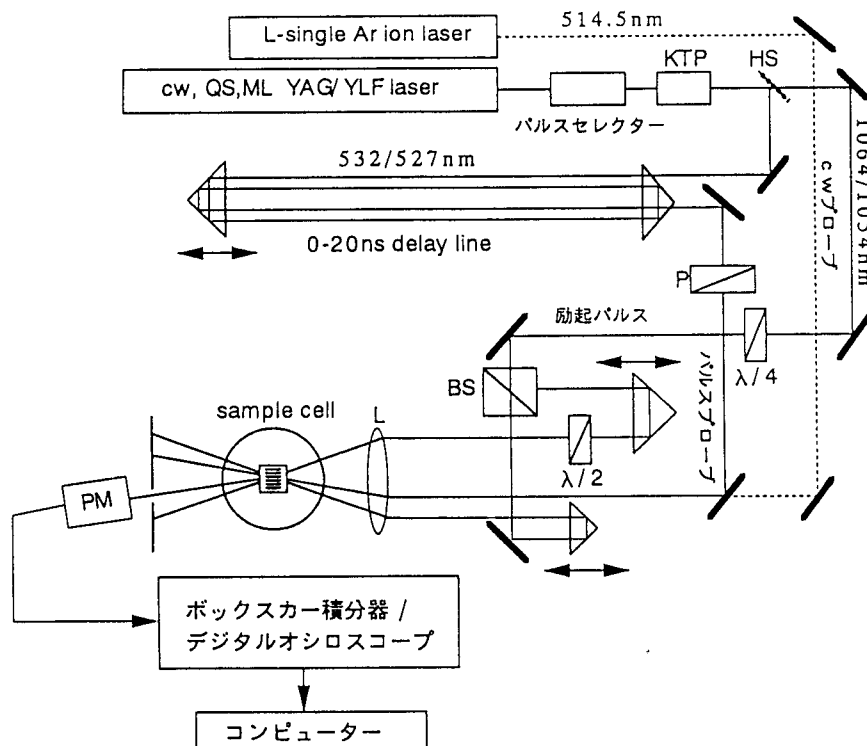 514.5nm
L-single Ar ion laser
cw, QS,ML YAG/YLF laser
KTP
HS
パルスセレクター
1064/1054nm
cwプローブ
532/527nm
0-20ns delay line
P
励起パルス
λ/4
パルスプローブ
BS
sample cell
L
λ/2
PM
ボックスカー積分器 /
デジタルオシロスコープ
コンピューター